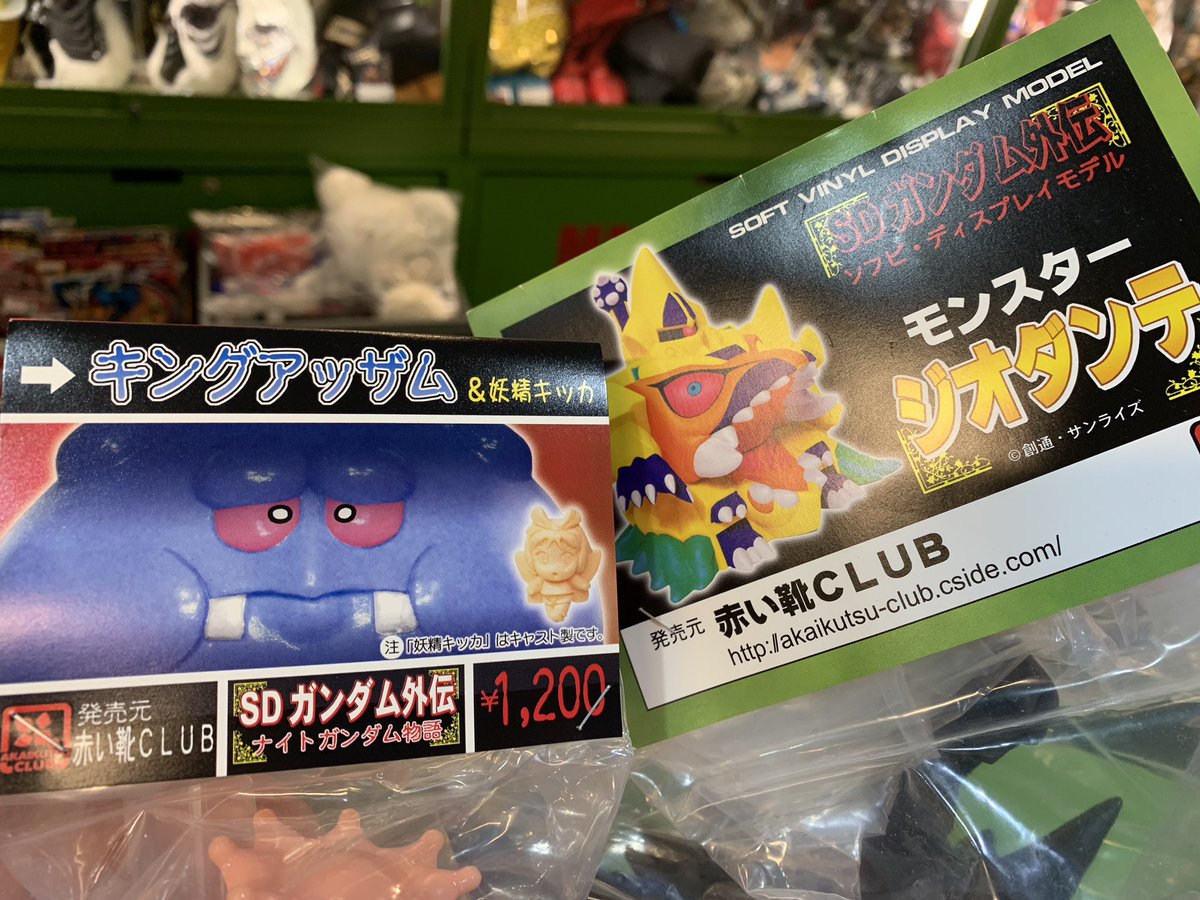 キングアッザム &妖精キッカ
注 「妖精キッカ」はキャスト製です。
発売元
赤い靴CLUB
SDガンダム外伝
ナイトガンダム物語
¥1,200
SOFT VINYL DISPLAY MODEL
SDガンダム外伝
ソフビ・ディスプレイモデル
モンスター
ジオダンテ
©創通・サンライズ
発売元 赤い靴CLUB
http://akaikutsu-club.cside.com/